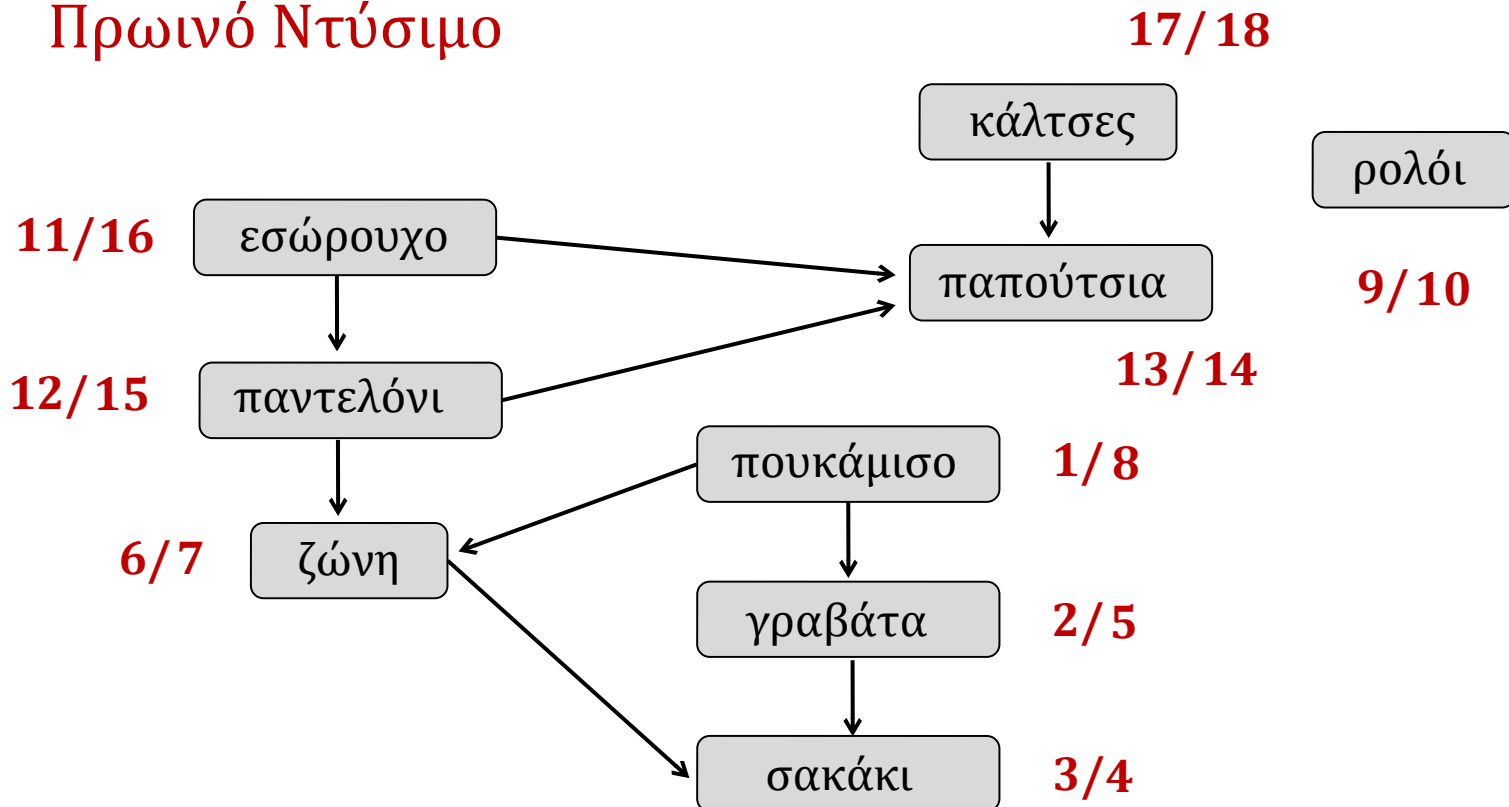 Πρωινό Ντύσιμο
17/18
κάλτσες
ρολόι
11/16
εσώρουχο
παπούτσια
9/10
12/15
παντελόνι
13/14
πουκάμισο
1/8
6/7
ζώνη
γραβάτα
2/5
σακάκι
3/4